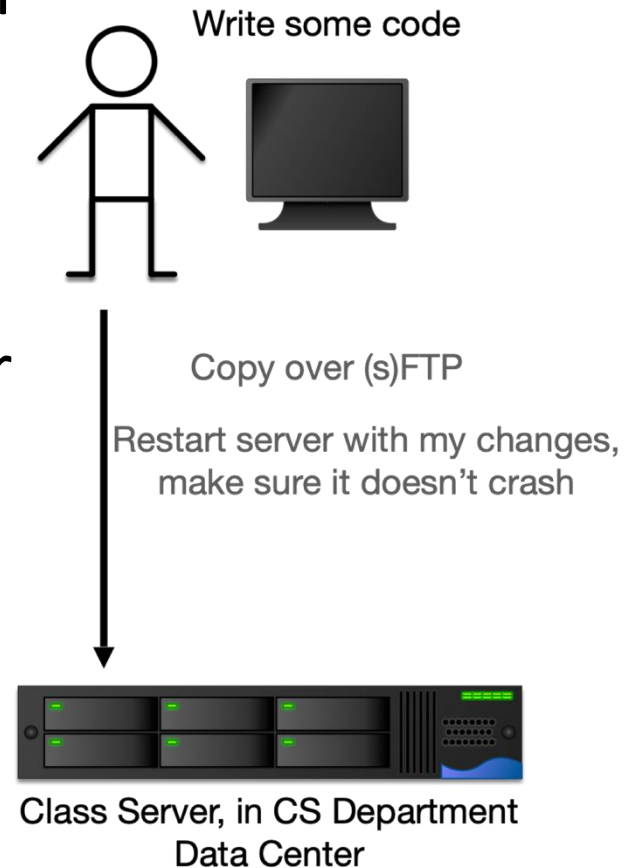 Write some code
Copy over (s)FTP
Restart server with my changes,
make sure it doesn't crash
Class Server, in CS Department
Data Center